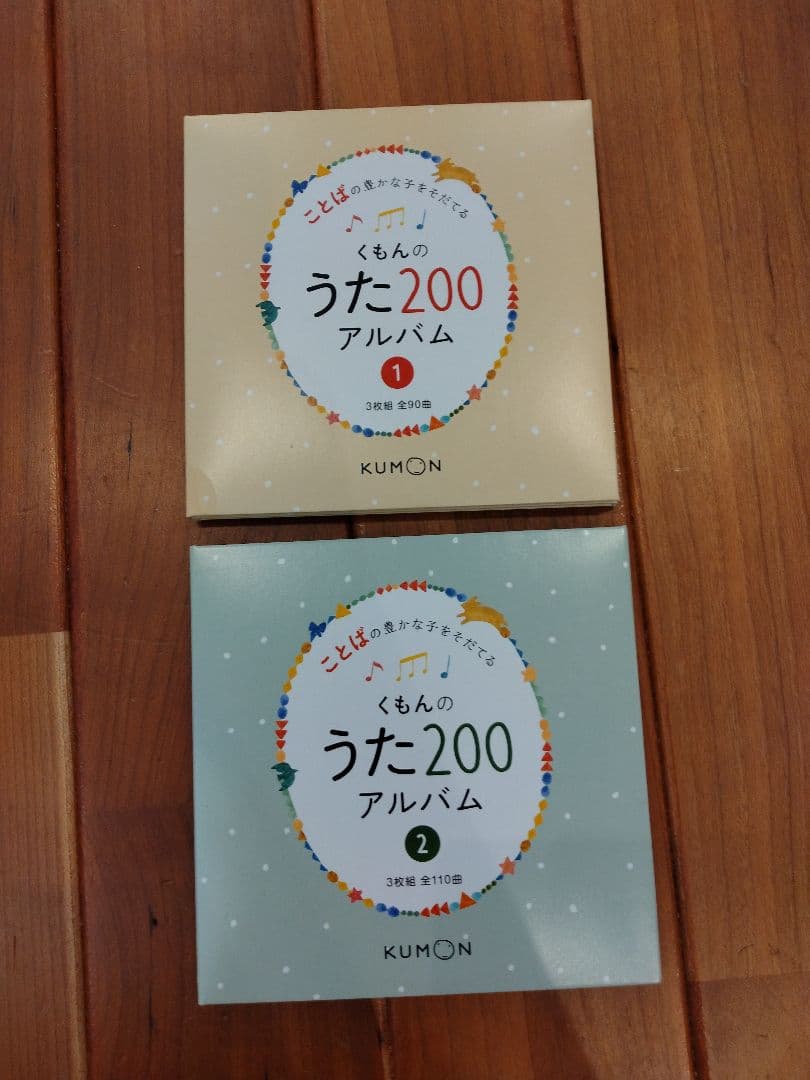 ことばの豊かな子をそだてる
くもんの
うた200
アルバム
1
3枚組 全90曲
KUMON
ことばの豊かな子をそだてる
くもんの
うた200
アルバム
2
3枚組 全110曲
KUMON